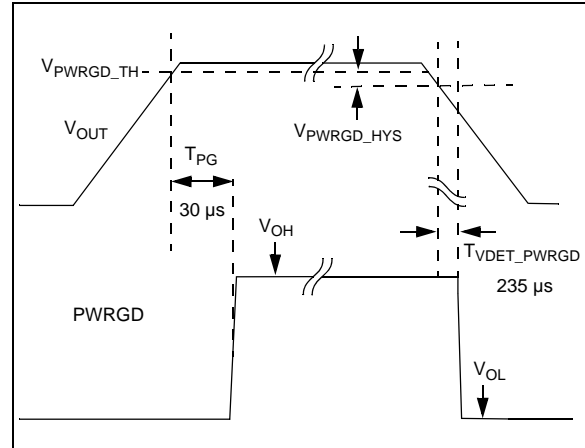 VPWRGD_TH
VOUT
VPWRGD_HYS
TPG
30 µs
VOH
TVDET_PWRGD
235 µs
PWRGD
VOL